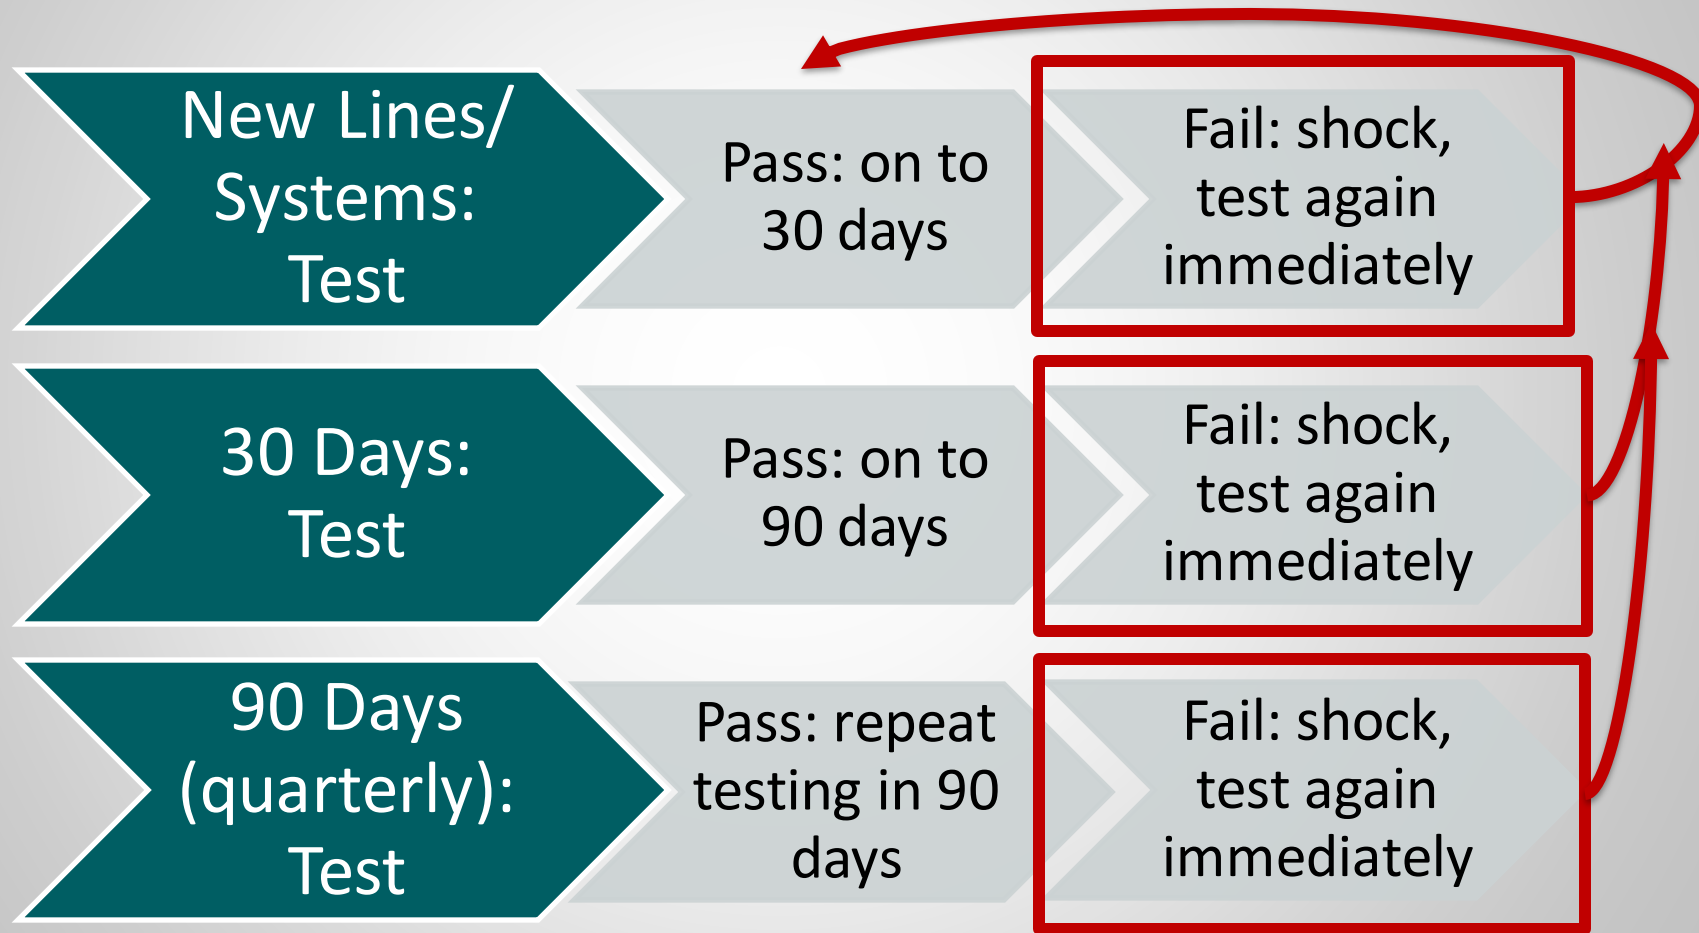 New Lines/
Systems:
Test
Pass: on to
30 days
Fail: shock,
test again
immediately
30 Days:
Test
Pass: on to
90 days
Fail: shock,
test again
immediately
90 Days
(quarterly):
Test
Pass: repeat
testing in 90
days
Fail: shock,
test again
immediately